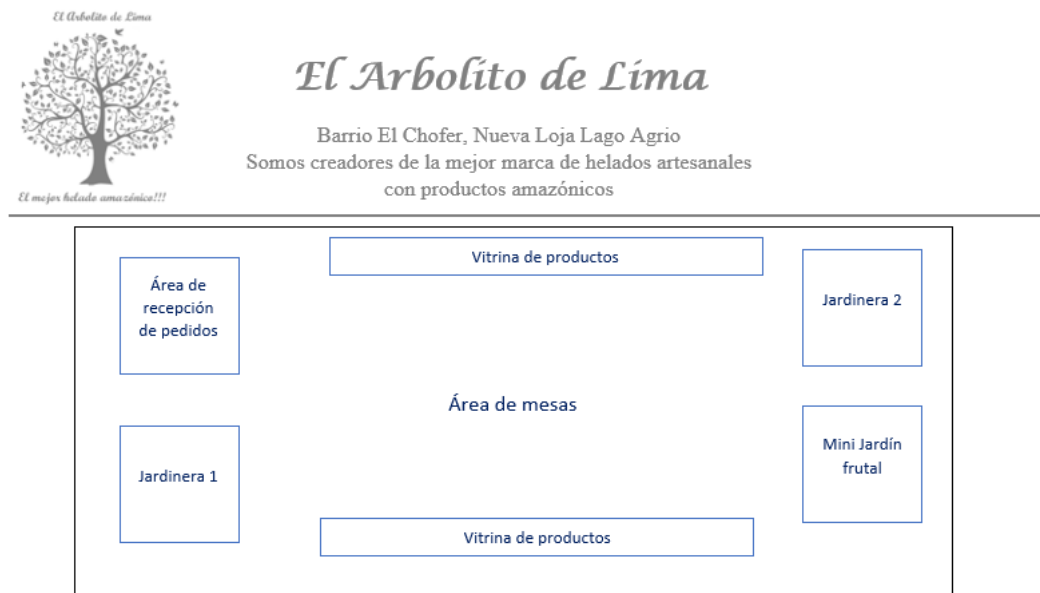 El Arbolito de Lima
El mejor helado amazónico!!!
El Arbolito de Lima
Barrio El Chofer, Nueva Loja Lago Agrio
Somos creadores de la mejor marca de helados artesanales
con productos amazónicos
Vitrina de productos
Área de
recepción
de pedidos
Jardinera 2
Área de mesas
Jardinera 1
Mini Jardín
frutal
Vitrina de productos